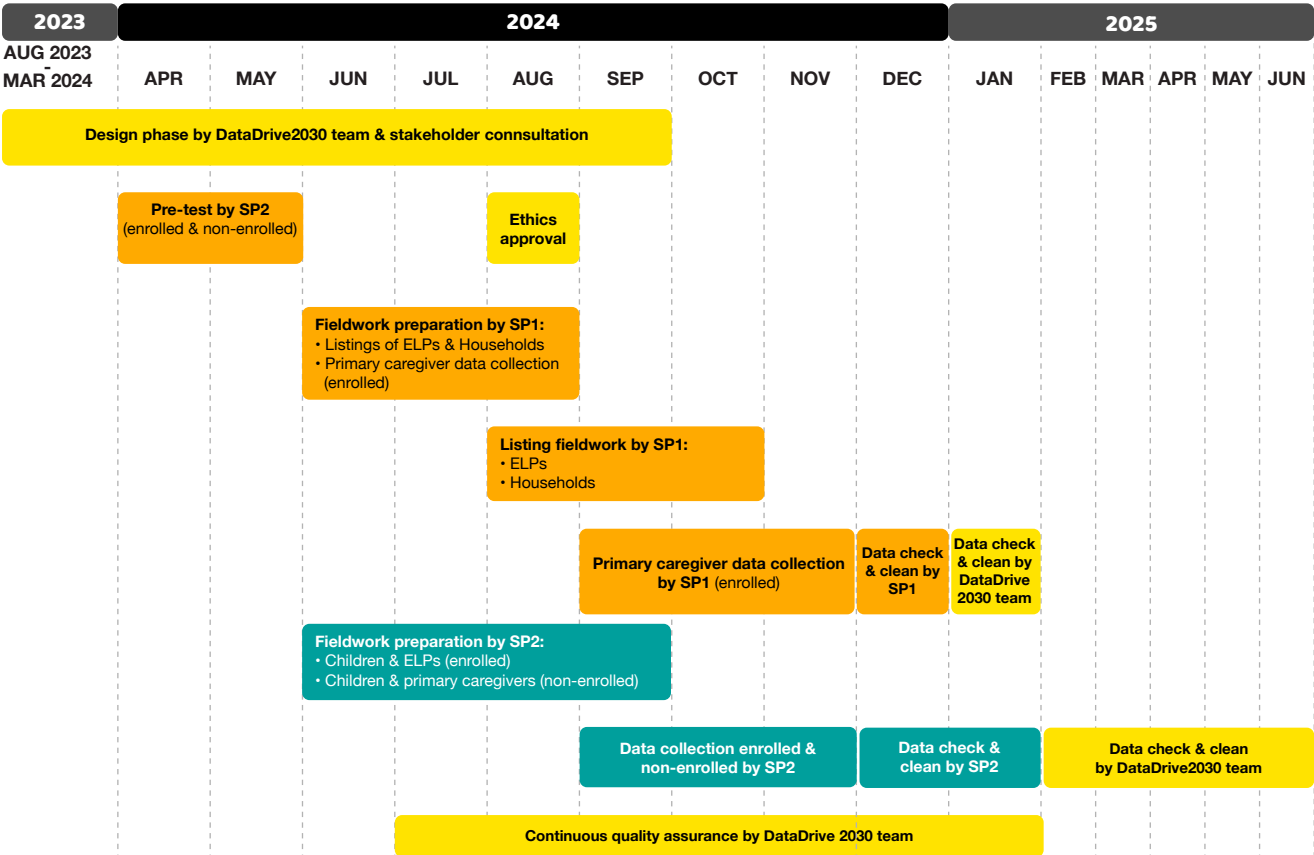 2023
2024
2025
AUG 2023
-
MAR 2024
APR
MAY
JUN
JUL
AUG
SEP
OCT
NOV
DEC
JAN
FEB
MAR
APR
MAY
JUN
Design phase by DataDrive2030 team & stakeholder connsultation
Pre-test by SP2
(enrolled & non-enrolled)
Ethics
approval
Fieldwork preparation by SP1:
• Listings of ELPs & Households
• Primary caregiver data collection
(enrolled)
Listing fieldwork by SP1:
• ELPs
• Households
Primary caregiver data collection
by SP1 (enrolled)
Data check
& clean by
SP1
Data check
& clean by
DataDrive
2030 team
Fieldwork preparation by SP2:
• Children & ELPs (enrolled)
• Children & primary caregivers (non-enrolled)
Data collection enrolled &
non-enrolled by SP2
Data check &
clean by SP2
Data check & clean
by DataDrive2030 team
Continuous quality assurance by DataDrive 2030 team